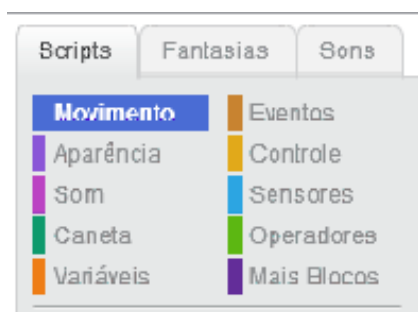 Scripts Fantasias Sons
Movimento Eventos
Aparência Controle
Som Sensores
Caneta Operadores
Variáveis Mais Blocos